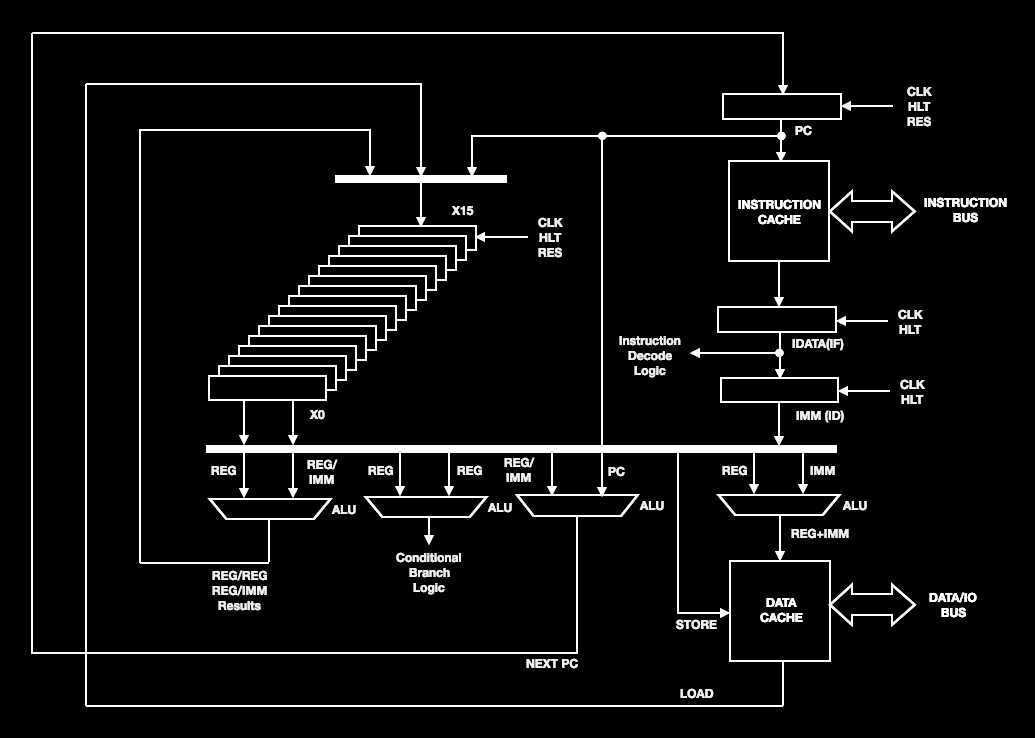 CLK
HLT
RES
PC
INSTRUCTION
CACHE
INSTRUCTION
BUS
X15
CLK
HLT
RES
CLK
HLT
Instruction
Decode
Logic
IDATA(IF)
CLK
HLT
IMM (ID)
X0
REG
REG/
IMM
ALU
REG
REG
ALU
REG/
IMM
PC
ALU
REG
IMM
ALU
REG+IMM
Conditional
Branch
Logic
REG/REG
REG/IMM
Results
DATA
CACHE
DATA/IO
BUS
STORE
NEXT PC
LOAD